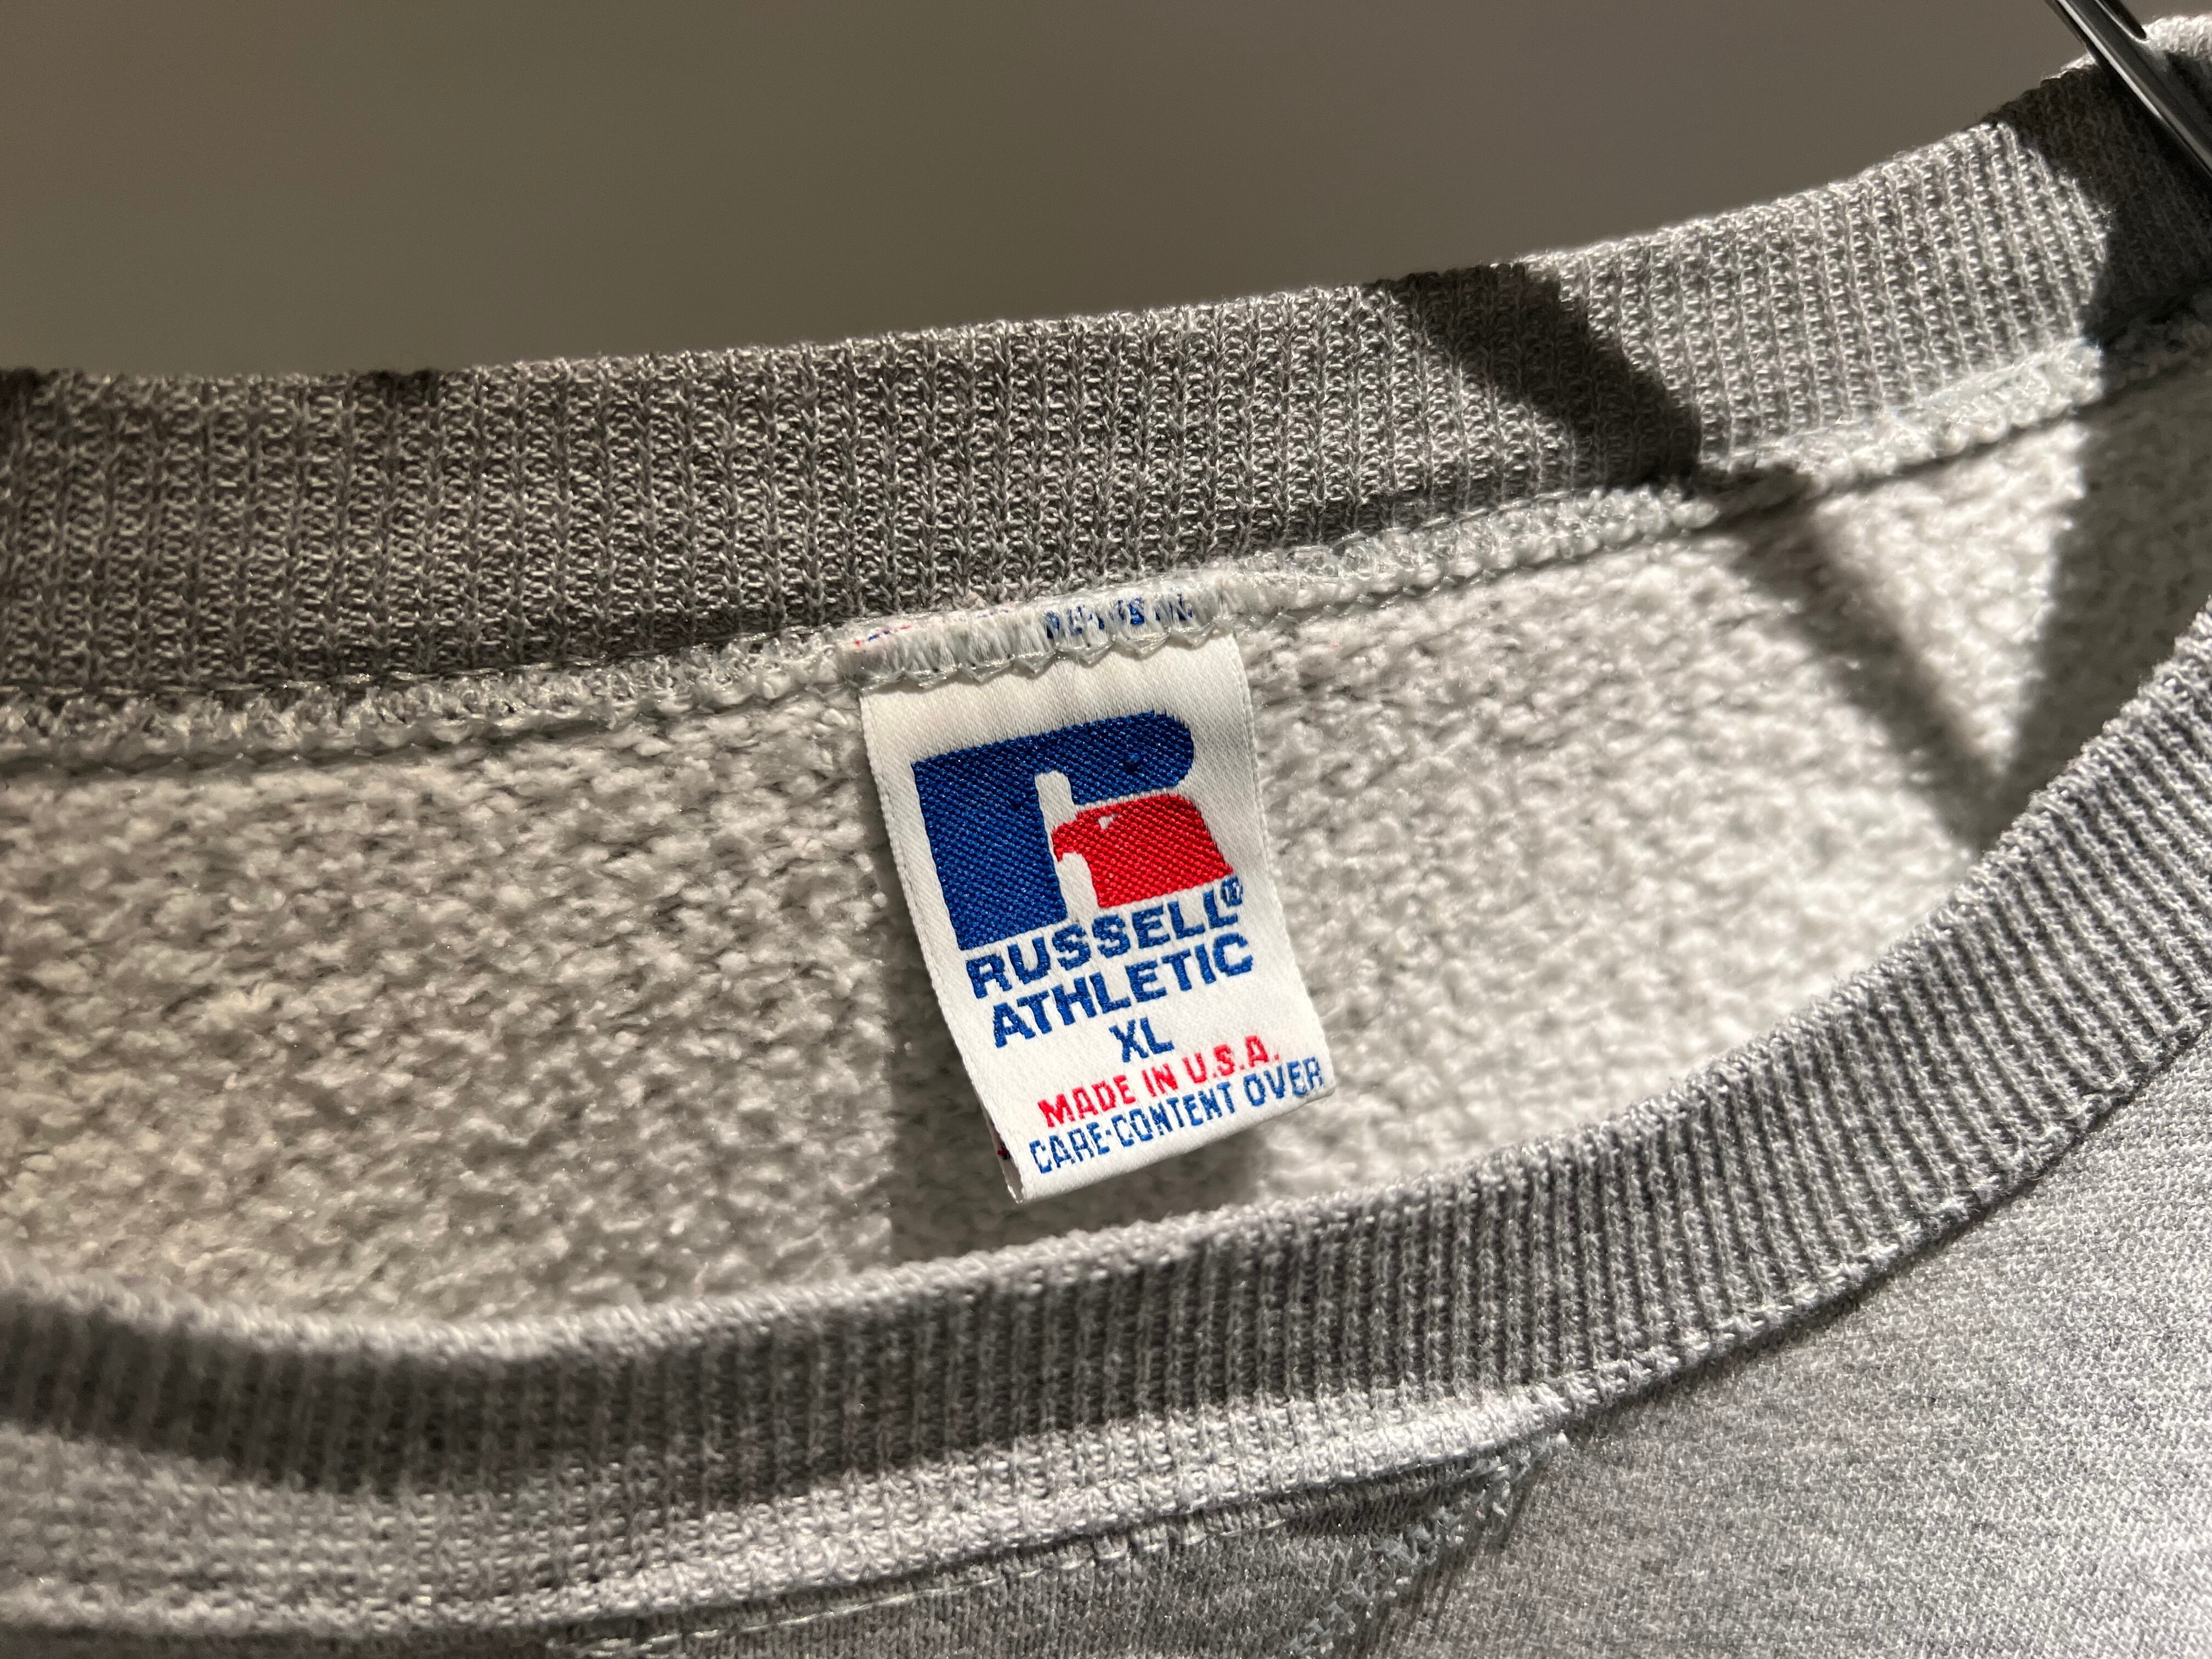 RUSSELL®
ATHLETIC
XL
MADE IN U.S.A.
CARE-CONTENT OVER